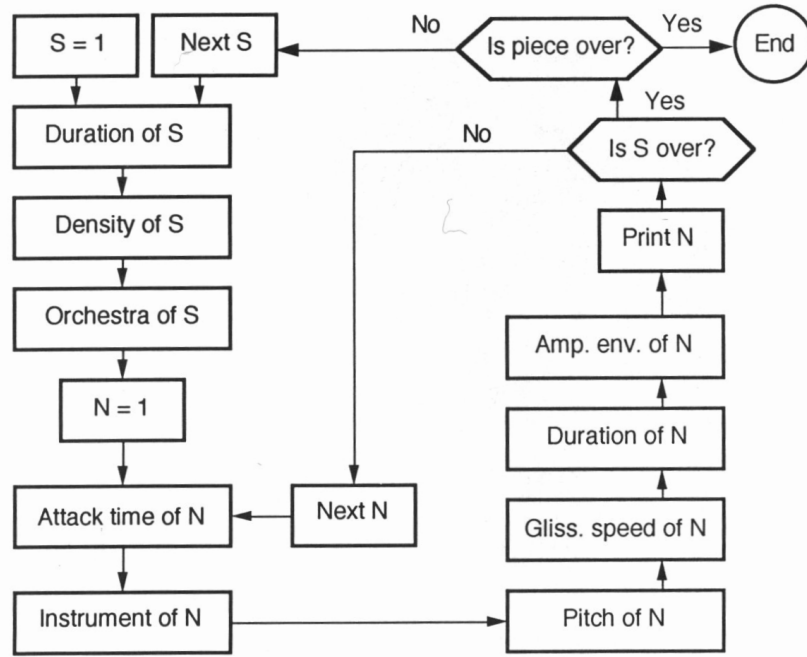 S = 1
Next S
No
Is piece over?
Yes
End
Duration of S
No
Yes
Is S over?
Density of S
Print N
Orchestra of S
Amp. env. of N
N = 1
Duration of N
Attack time of N
Next N
Gliss. speed of N
Instrument of N
Pitch of N